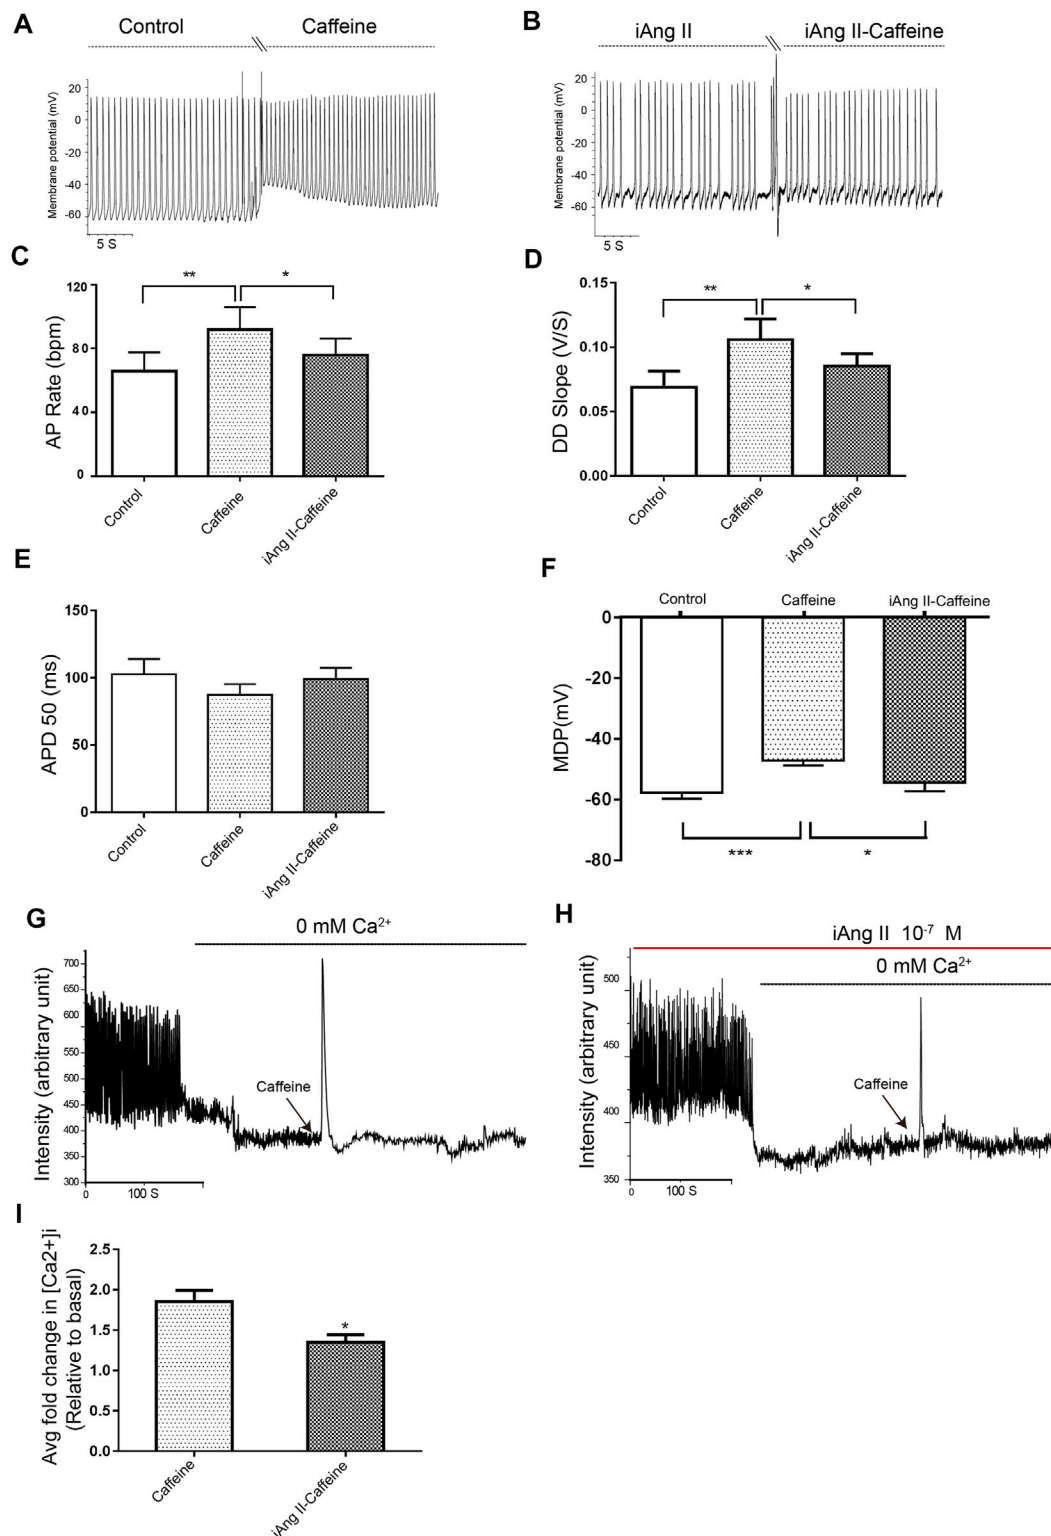 A
Control
Caffeine
Membrane potential (mV)
20
0
-20
-40
-60
5 S
B
iAng II
iAng II-Caffeine
Membrane potential (mV)
20
0
-20
-40
-60
5 S
C
AP Rate (bpm)
120
80
40
0
**
*
Control
Caffeine
iAng II-Caffeine
D
DD Slope (V/S)
0.15
0.10
0.05
0.00
**
*
Control
Caffeine
iAng II-Caffeine
E
APD 50 (ms)
150
100
50
0
Control
Caffeine
iAng II-Caffeine
F
Control
Caffeine
iAng II-Caffeine
MDP(mV)
0
-20
-40
-60
-80
***
*
G
0 mM Ca²⁺
Intensity (arbitrary unit)
700
650
600
550
500
450
400
350
300
Caffeine
0
100 S
H
iAng II 10⁻⁷ M
0 mM Ca²⁺
Intensity (arbitrary unit)
500
450
400
350
Caffeine
0
100 S
I
Avg fold change in [Ca2+]i
(Relative to basal)
2.5
2.0
1.5
1.0
0.5
0.0
*
Caffeine
iAng II-Caffeine